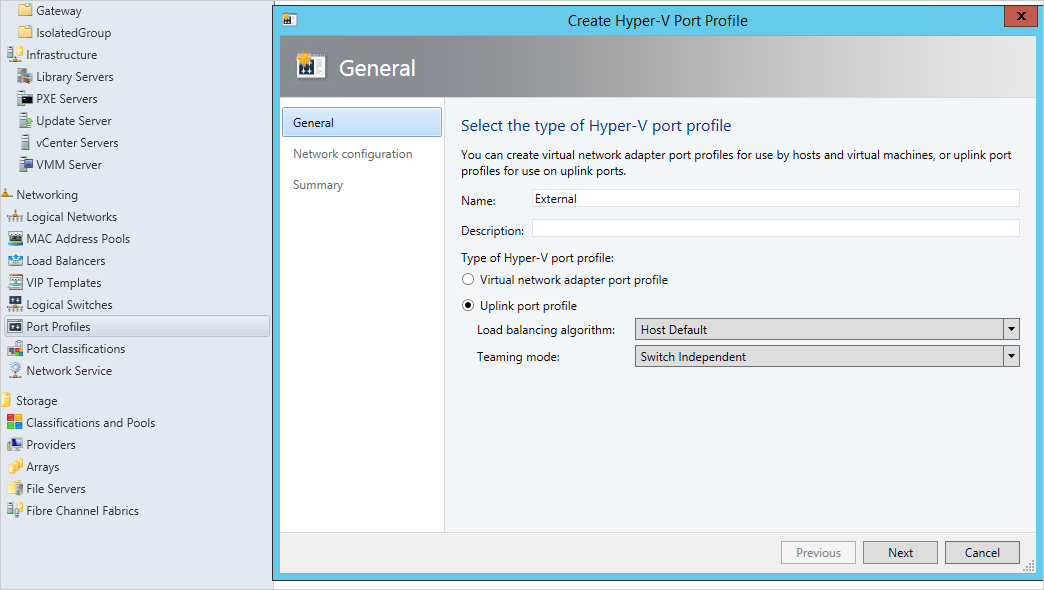 Gateway
IsolatedGroup
Infrastructure
Library Servers
PXE Servers
Update Server
vCenter Servers
VMM Server
Networking
Logical Networks
MAC Address Pools
Load Balancers
VIP Templates
Logical Switches
Port Profiles
Port Classifications
Network Service
Storage
Classifications and Pools
Providers
Arrays
File Servers
Fibre Channel Fabrics
Create Hyper-V Port Profile
x
General
General
Network configuration
Summary
Select the type of Hyper-V port profile
You can create virtual network adapter port profiles for use by hosts and virtual machines, or uplink port
profiles for use on uplink ports.
Name: External
Description:
Type of Hyper-V port profile:
Virtual network adapter port profile
Uplink port profile
Load balancing algorithm: Host Default
Teaming mode: Switch Independent
Previous Next Cancel